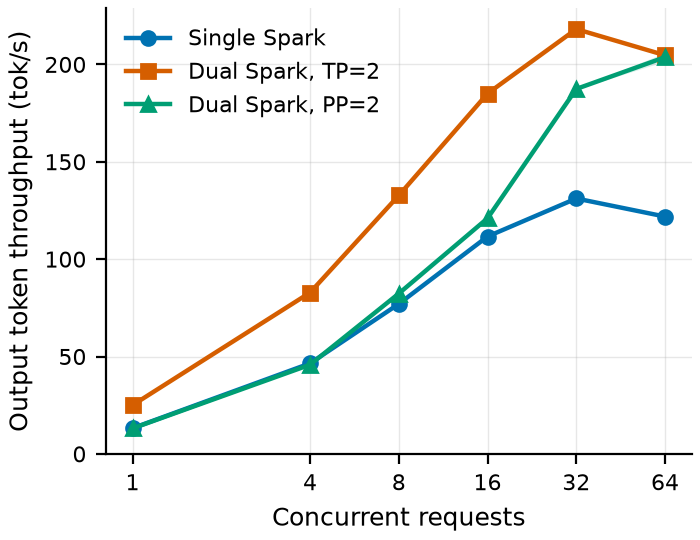 Output token throughput (tok/s)
200
150
100
50
0
Single Spark
Dual Spark, TP=2
Dual Spark, PP=2
1 4 8 16 32 64
Concurrent requests